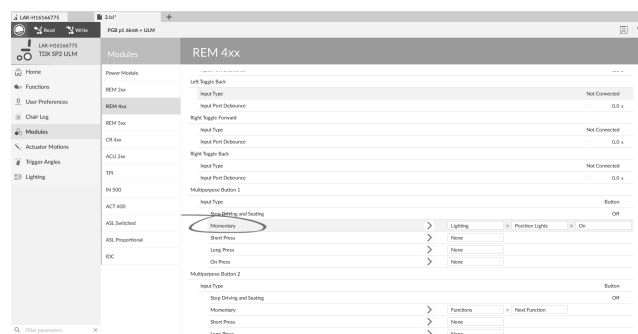 LAK-H16166775
2.lci*
+
Read
Write
PGB p1 6kmh + ULM
LAK-H16166775
TDX SP2 ULM
Modules
REM 4xx
Home
Functions
User Preferences
Chair Log
Modules
Actuator Motions
Trigger Angles
Lighting
Power Module
REM 2xx
REM 4xx
REM 5xx
CR 4xx
ACU 2xx
TPI
IN 500
ACT 400
ASL Switched
ASL Proportional
IDC
Left Toggle Back
Input Type Not Connected
Input Port Debounce 0.0 s
Right Toggle Forward
Input Type Not Connected
Input Port Debounce 0.0 s
Right Toggle Back
Input Type Not Connected
Input Port Debounce 0.0 s
Multipurpose Button 1
Input Type Button
Stop Driving and Seating Off
Momentary > Lighting > Position Lights > On
Short Press > None
Long Press > None
On Press > None
Multipurpose Button 2
Input Type Button
Stop Driving and Seating Off
Momentary > Functions > Next Function
Short Press > None
Filter parameters X